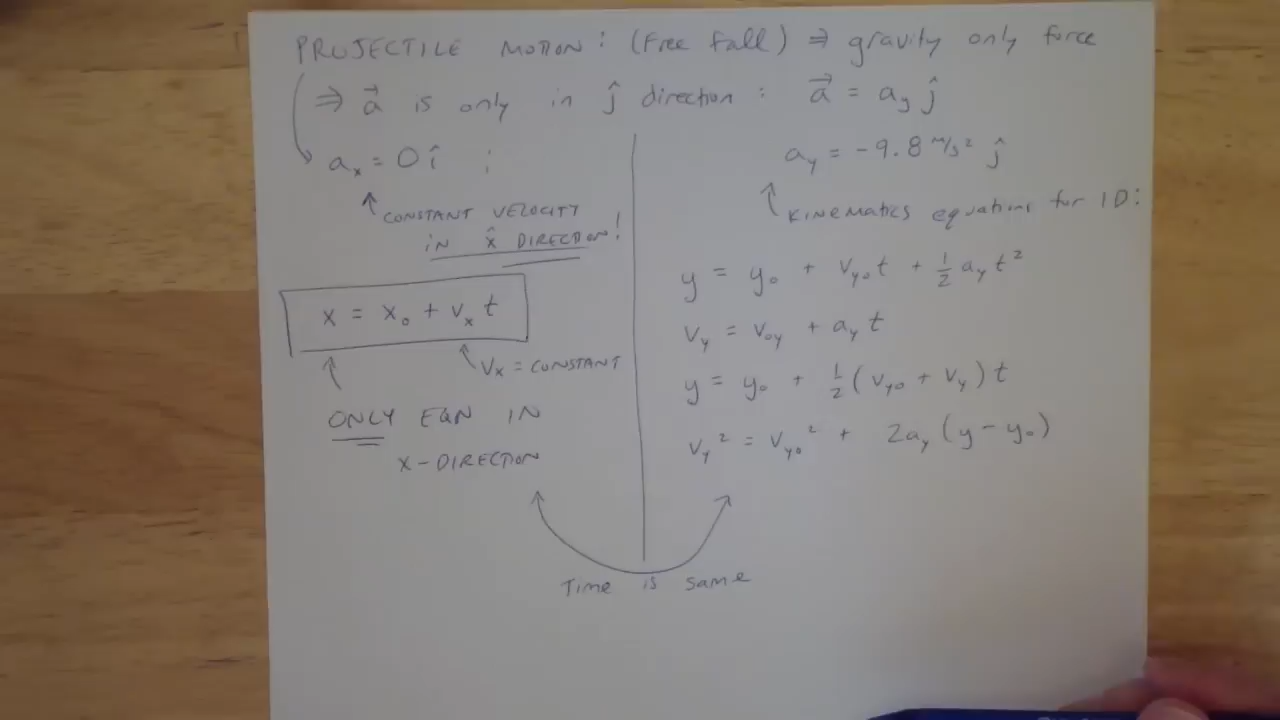 PROJECTILE MOTION: (Free Fall) ⇒ gravity only force
⇒ a⃗ is only in ĵ direction: a⃗ = a_y ĵ
a_x = 0 î ;
↑ CONSTANT VELOCITY
IN x̂ DIRECTION!
x = x₀ + v_x t
↑ V_x = CONSTANT
ONLY EQN IN
X-DIRECTION
a_y = -9.8 m/s² ĵ
↑ Kinematics equations for 1D:
y = y₀ + v_y₀ t + ½ a_y t²
v_y = v₀y + a_y t
y = y₀ + ½ (v_y₀ + v_y) t
v_y² = v_y₀² + 2a_y (y - y₀)
Time is same